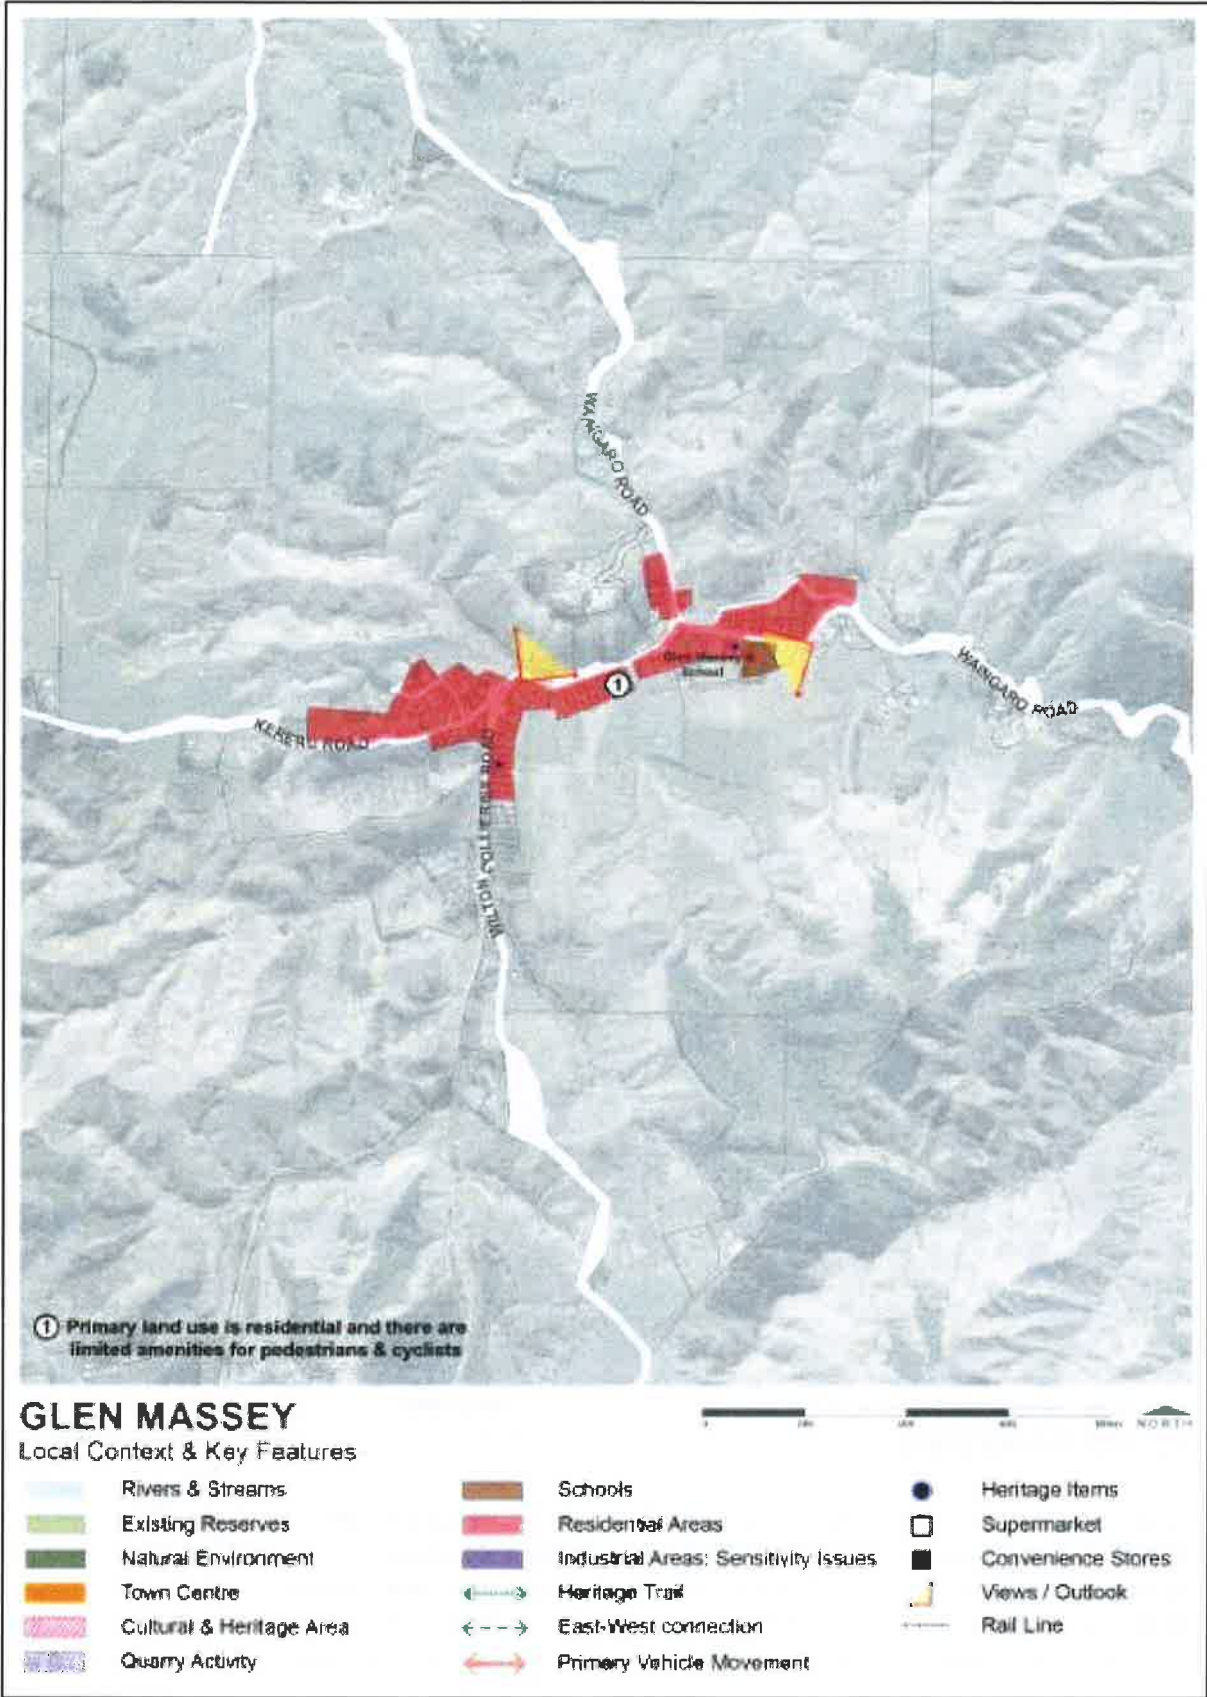 WAINGARO ROAD
School
1
WAINGARO ROAD
KERERU ROAD
WILTON COLLIERIES ROAD
1 Primary land use is residential and there are
limited amenities for pedestrians & cyclists
GLEN MASSEY
Local Context & Key Features
NORTH
Rivers & Streams
Existing Reserves
Natural Environment
Town Centre
Cultural & Heritage Area
Quarry Activity
Schools
Residential Areas
Industrial Areas: Sensitivity Issues
Heritage Trail
East-West connection
Primary Vehicle Movement
Heritage Items
Supermarket
Convenience Stores
Views / Outlook
Rail Line